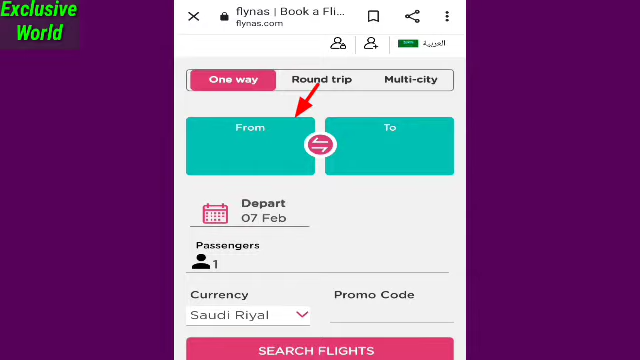 Exclusive
World
flynas | Book a Fli...
flynas.com
العربية
One way
Round trip
Multi-city
From
To
Depart
07 Feb
Passengers
1
Currency
Promo Code
Saudi Riyal
SEARCH FLIGHTS